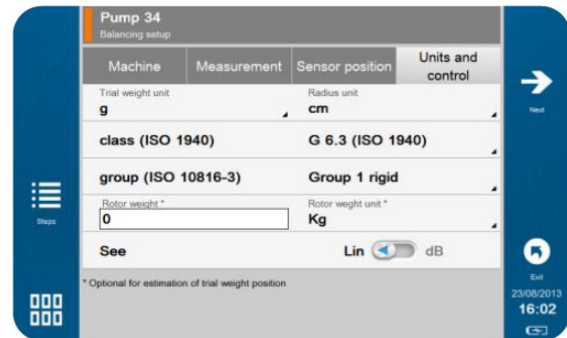 Pump 34
Balancing setup
Machine
Measurement
Sensor position
Units and
control
Trial weight unit
g
Radius unit
cm
class (ISO 1940)
G 6.3 (ISO 1940)
group (ISO 10816-3)
Group 1 rigid
Rotor weight *
0
Rotor weght unit *
Kg
See
Lin
dB
* Optional for estimation of trial weight position
Steps
Next
Exit
23/08/2013
16:02